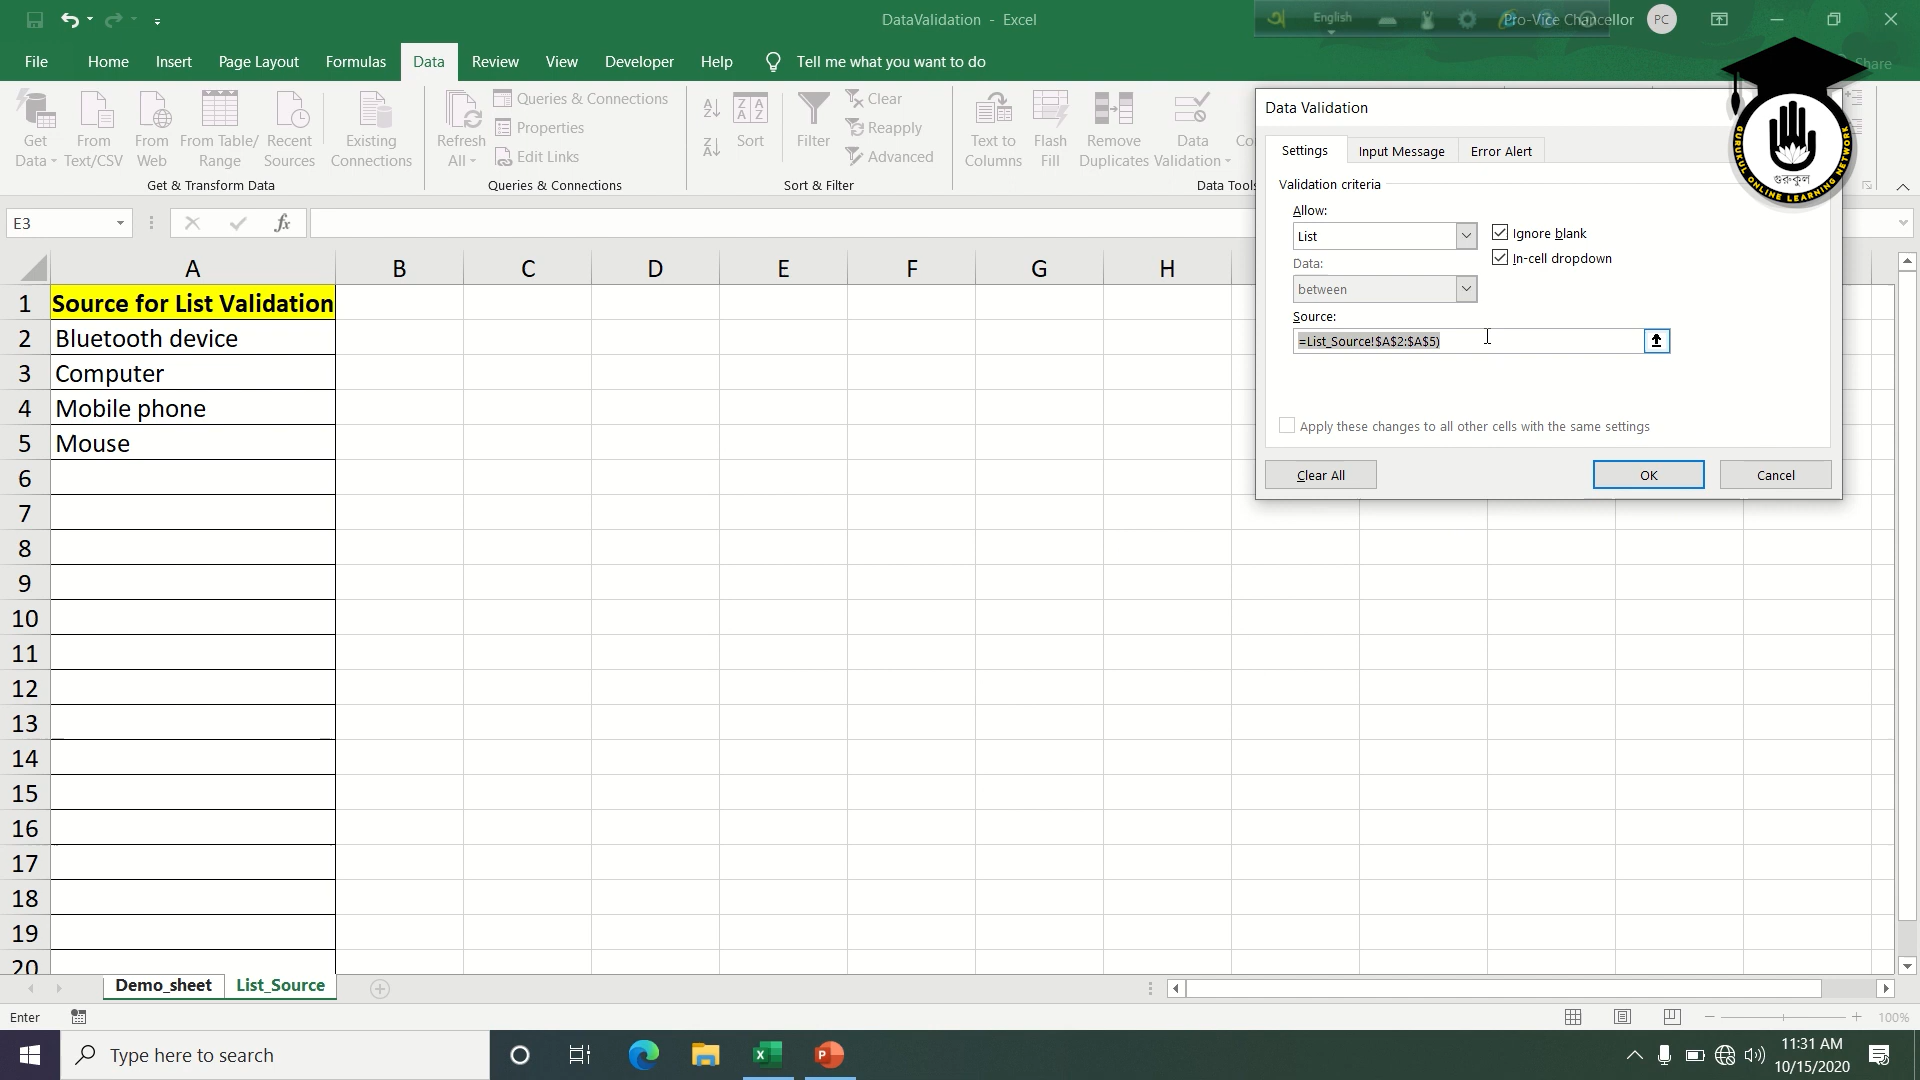 DataValidation - Excel
English
Pro-Vice Chancellor
PC
File Home Insert Page Layout Formulas Data Review View Developer Help Tell me what you want to do
Share
Get Data
From Text/CSV
From Web
From Table/ Range
Recent Sources
Existing Connections
Get & Transform Data
Refresh All
Queries & Connections
Properties
Edit Links
Queries & Connections
Sort
Filter
Clear
Reapply
Advanced
Sort & Filter
Text to Columns
Flash Fill
Remove Duplicates
Data Validation
Co
Data Tools
GURUKUL ONLINE LEARNING NETWORK
গুরুকুল
Data Validation
Settings Input Message Error Alert
Validation criteria
Allow:
List
Ignore blank
In-cell dropdown
Data:
between
Source:
=List_Source!$A$2:$A$5)
Apply these changes to all other cells with the same settings
Clear All OK Cancel
E3
fx
A B C D E F G H
1 Source for List Validation
2 Bluetooth device
3 Computer
4 Mobile phone
5 Mouse
6
7
8
9
10
11
12
13
14
15
16
17
18
19
20
Demo_sheet List_Source
Enter
100%
Type here to search
11:31 AM
10/15/2020